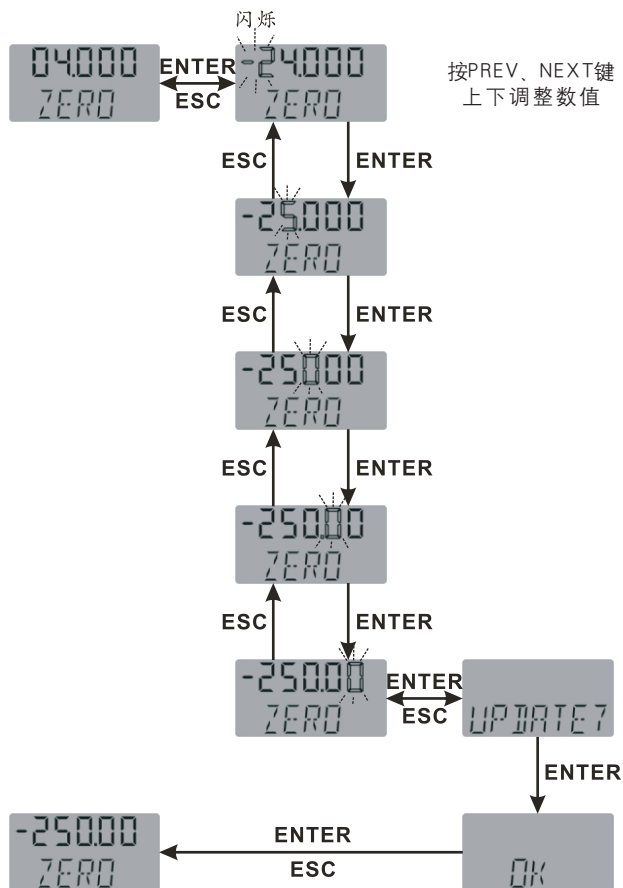 闪烁
04.000
ZERO
ENTER
ESC
-24.000
ZERO
按PREV、NEXT键
上下调整数值
ESC
ENTER
-25.000
ZERO
ESC
ENTER
-25000
ZERO
ESC
ENTER
-250.00
ZERO
ESC
ENTER
-250.00
ZERO
ENTER
ESC
UPDATE?
ENTER
-250.00
ZERO
ENTER
ESC
OK